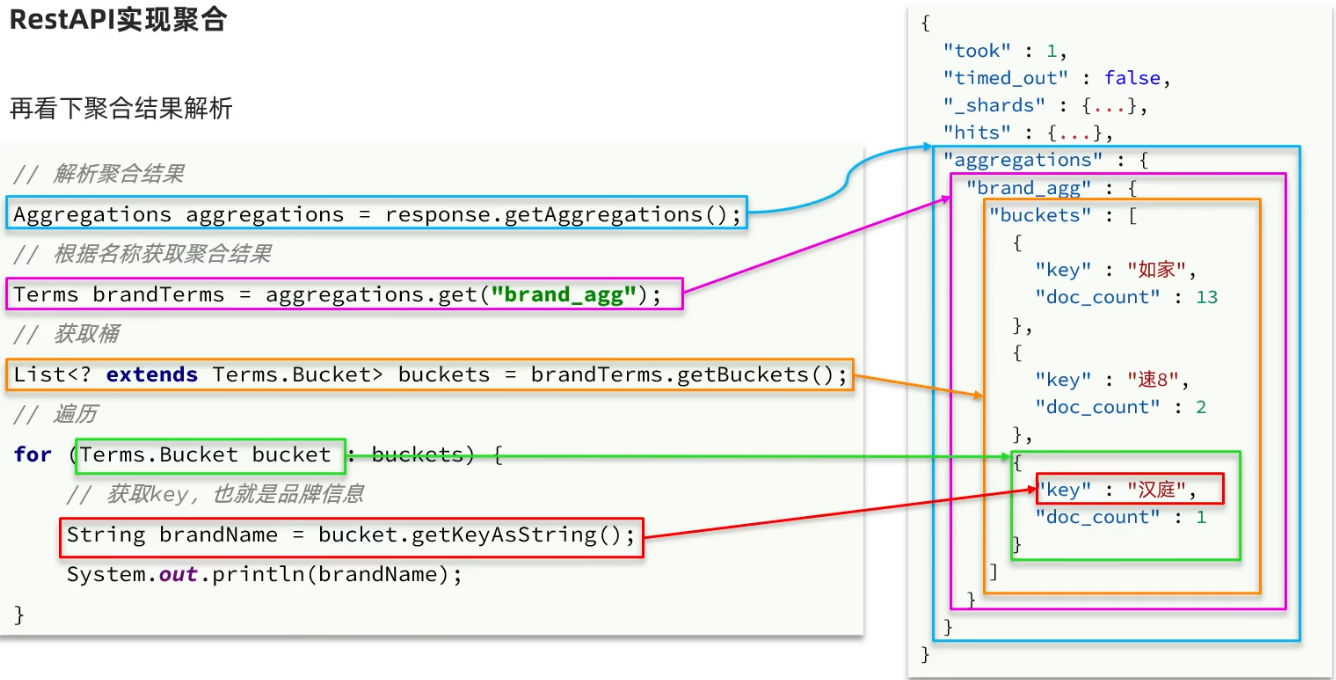 RestAPI实现聚合
再看下聚合结果解析
// 解析聚合结果
Aggregations aggregations = response.getAggregations();
// 根据名称获取聚合结果
Terms brandTerms = aggregations.get("brand_agg");
// 获取桶
List<? extends Terms.Bucket> buckets = brandTerms.getBuckets();
// 遍历
for (Terms.Bucket bucket : buckets) {
// 获取key，也就是品牌信息
String brandName = bucket.getKeyAsString();
System.out.println(brandName);
}
{
"took" : 1,
"timed_out" : false,
"_shards" : {...},
"hits" : {...},
"aggregations" : {
"brand_agg" : {
"buckets" : [
{
"key" : "如家",
"doc_count" : 13
},
{
"key" : "速8",
"doc_count" : 2
},
{
"key" : "汉庭",
"doc_count" : 1
}
]
}
}
}